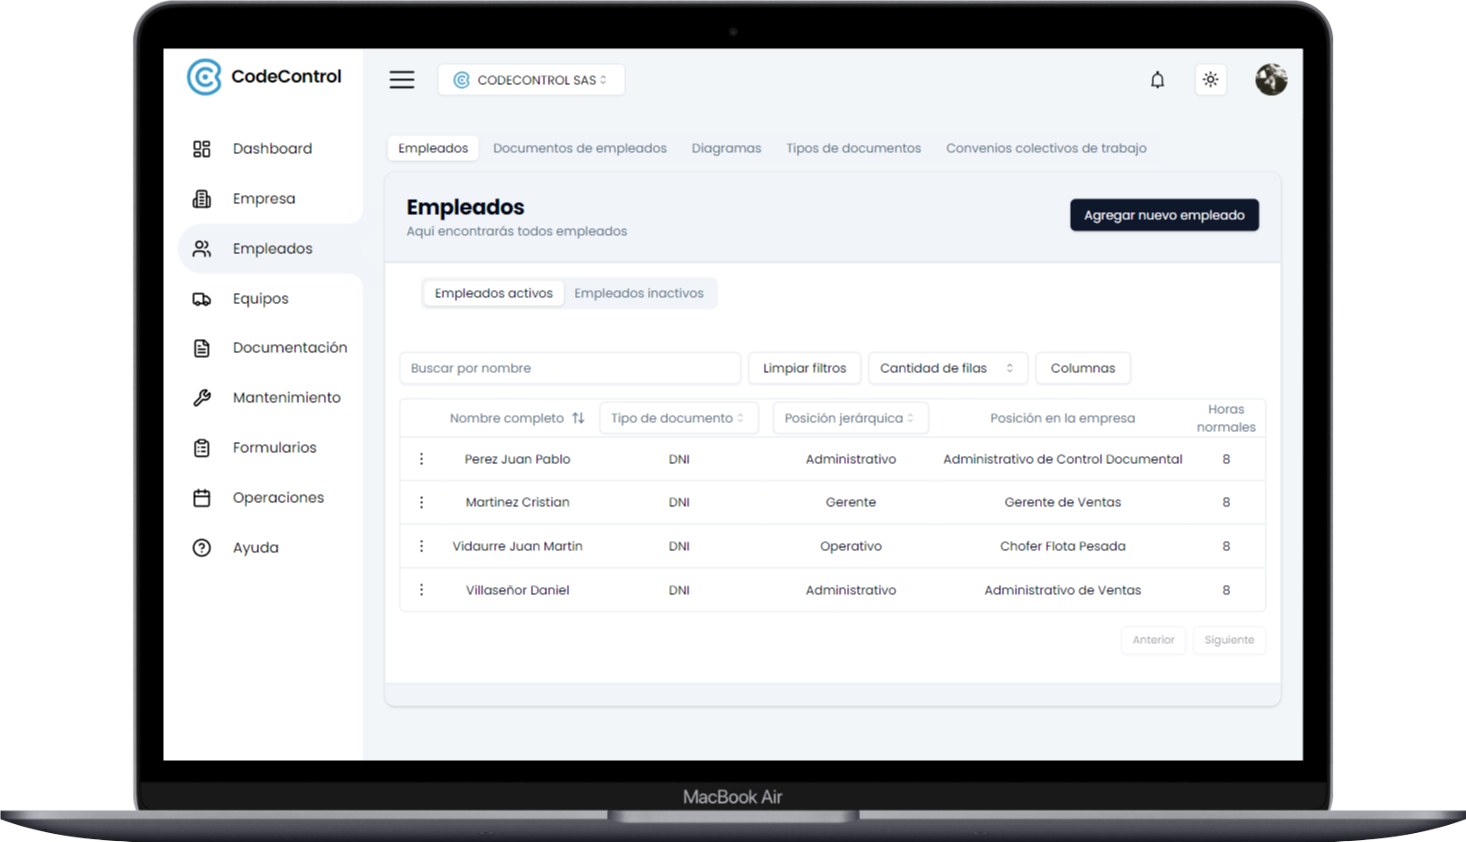 CodeControl
CODECONTROL SAS
Dashboard
Empresa
Empleados
Equipos
Documentación
Mantenimiento
Formularios
Operaciones
Ayuda
Empleados Documentos de empleados Diagramas Tipos de documentos Convenios colectivos de trabajo
Empleados
Aquí encontrarás todos empleados
Agregar nuevo empleado
Empleados activos Empleados inactivos
Buscar por nombre Limpiar filtros Cantidad de filas Columnas
Nombre completo Tipo de documento Posición jerárquica Posición en la empresa Horas normales
Perez Juan Pablo DNI Administrativo Administrativo de Control Documental 8
Martinez Cristian DNI Gerente Gerente de Ventas 8
Vidaurre Juan Martin DNI Operativo Chofer Flota Pesada 8
Villaseñor Daniel DNI Administrativo Administrativo de Ventas 8
Anterior Siguiente
MacBook Air